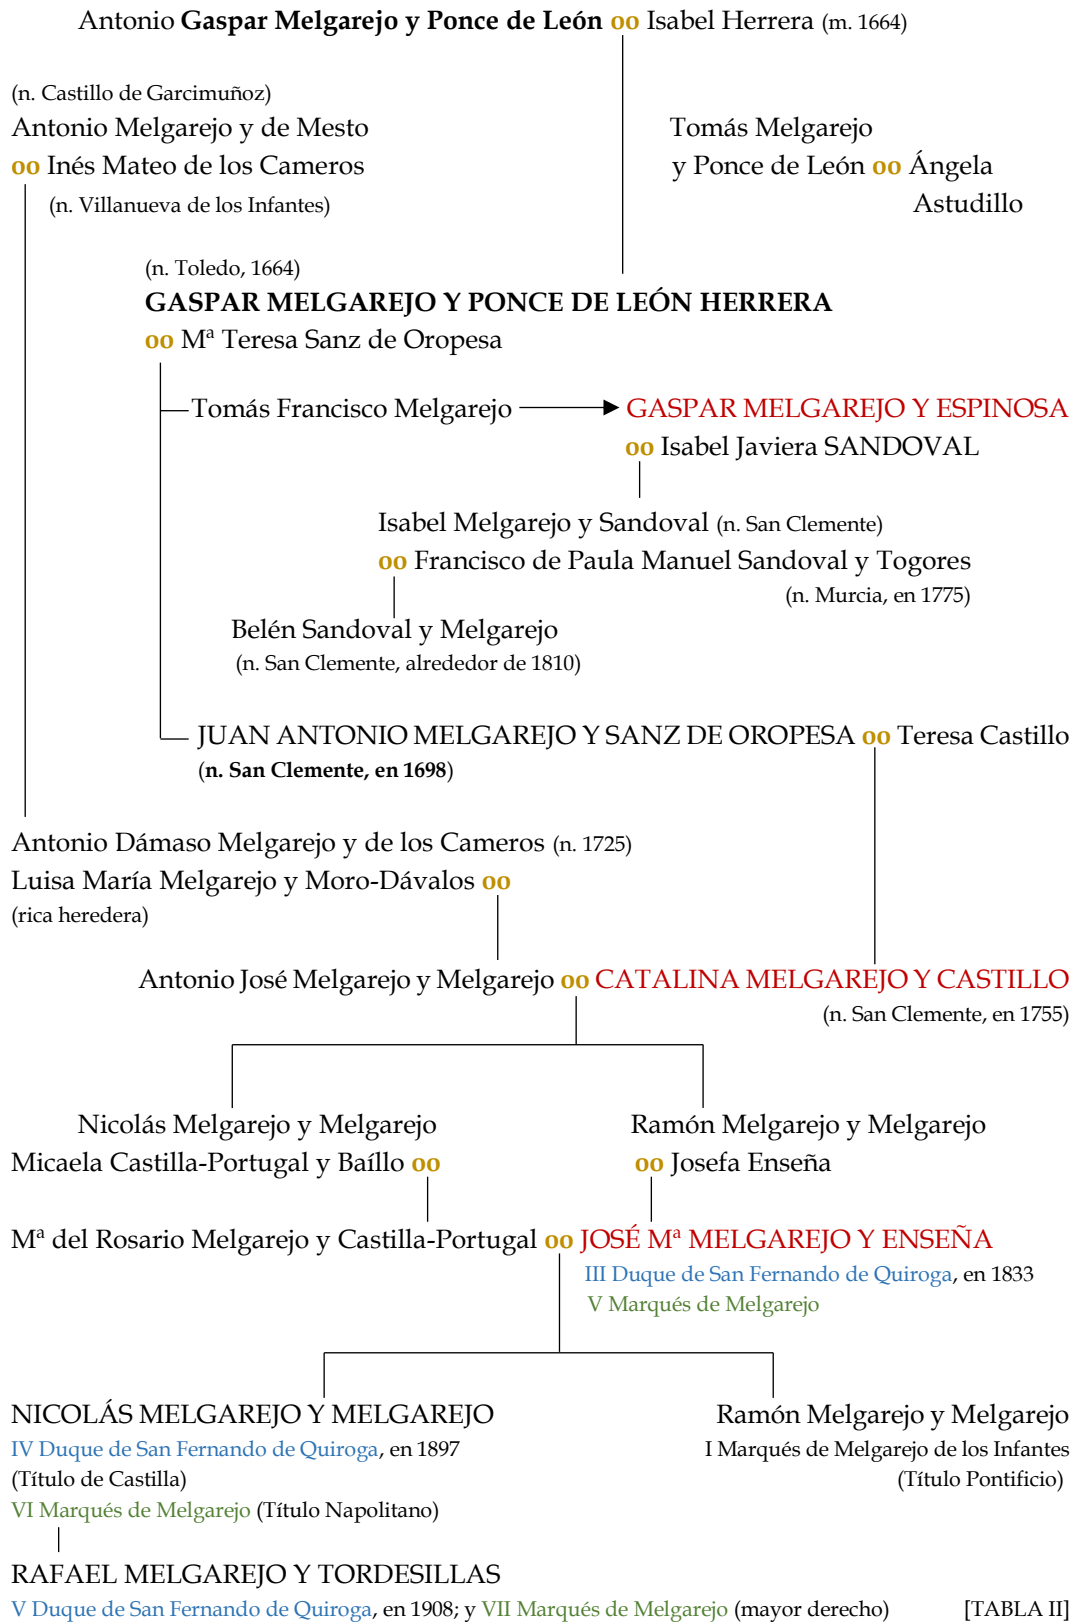 Antonio Gaspar Melgarejo y Ponce de León oo Isabel Herrera (m. 1664)
(n. Castillo de Garcimuñoz)
Antonio Melgarejo y de Mesto
oo Inés Mateo de los Cameros
(n. Villanueva de los Infantes)
Tomás Melgarejo
y Ponce de León oo Ángela
Astudillo
(n. Toledo, 1664)
GASPAR MELGAREJO Y PONCE DE LEÓN HERRERA
oo Mª Teresa Sanz de Oropesa
Tomás Francisco Melgarejo
GASPAR MELGAREJO Y ESPINOSA
oo Isabel Javiera SANDOVAL
Isabel Melgarejo y Sandoval (n. San Clemente)
oo Francisco de Paula Manuel Sandoval y Togores
(n. Murcia, en 1775)
Belén Sandoval y Melgarejo
(n. San Clemente, alrededor de 1810)
JUAN ANTONIO MELGAREJO Y SANZ DE OROPESA oo Teresa Castillo
(n. San Clemente, en 1698)
Antonio Dámaso Melgarejo y de los Cameros (n. 1725)
Luisa María Melgarejo y Moro-Dávalos oo
(rica heredera)
Antonio José Melgarejo y Melgarejo oo CATALINA MELGAREJO Y CASTILLO
(n. San Clemente, en 1755)
Nicolás Melgarejo y Melgarejo
Micaela Castilla-Portugal y Baíllo oo
Ramón Melgarejo y Melgarejo
oo Josefa Enseña
Mª del Rosario Melgarejo y Castilla-Portugal oo JOSÉ Mª MELGAREJO Y ENSEÑA
III Duque de San Fernando de Quiroga, en 1833
V Marqués de Melgarejo
NICOLÁS MELGAREJO Y MELGAREJO
IV Duque de San Fernando de Quiroga, en 1897
(Título de Castilla)
VI Marqués de Melgarejo (Título Napolitano)
Ramón Melgarejo y Melgarejo
I Marqués de Melgarejo de los Infantes
(Título Pontificio)
RAFAEL MELGAREJO Y TORDESILLAS
V Duque de San Fernando de Quiroga, en 1908; y VII Marqués de Melgarejo (mayor derecho) [TABLA II]